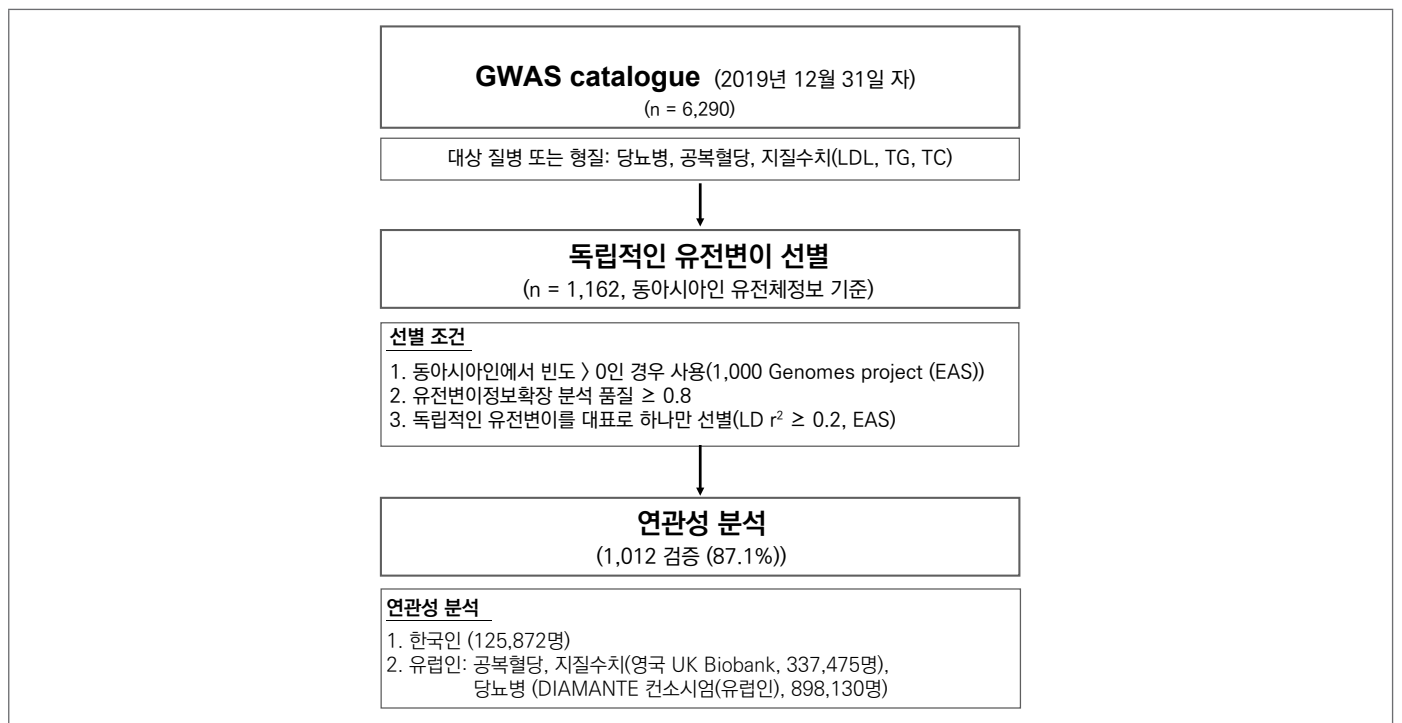 GWAS catalogue (2019년 12월 31일 자)
(n = 6,290)
대상 질병 또는 형질: 당뇨병, 공복혈당, 지질수치(LDL, TG, TC)
독립적인 유전변이 선별
(n = 1,162, 동아시아인 유전체정보 기준)
선별 조건
1. 동아시아인에서 빈도 > 0인 경우 사용(1,000 Genomes project (EAS))
2. 유전변이정보확장 분석 품질 ≥ 0.8
3. 독립적인 유전변이를 대표로 하나만 선별(LD r² ≥ 0.2, EAS)
연관성 분석
(1,012 검증 (87.1%))
연관성 분석
1. 한국인 (125,872명)
2. 유럽인: 공복혈당, 지질수치(영국 UK Biobank, 337,475명),
당뇨병 (DIAMANTE 컨소시엄(유럽인), 898,130명)